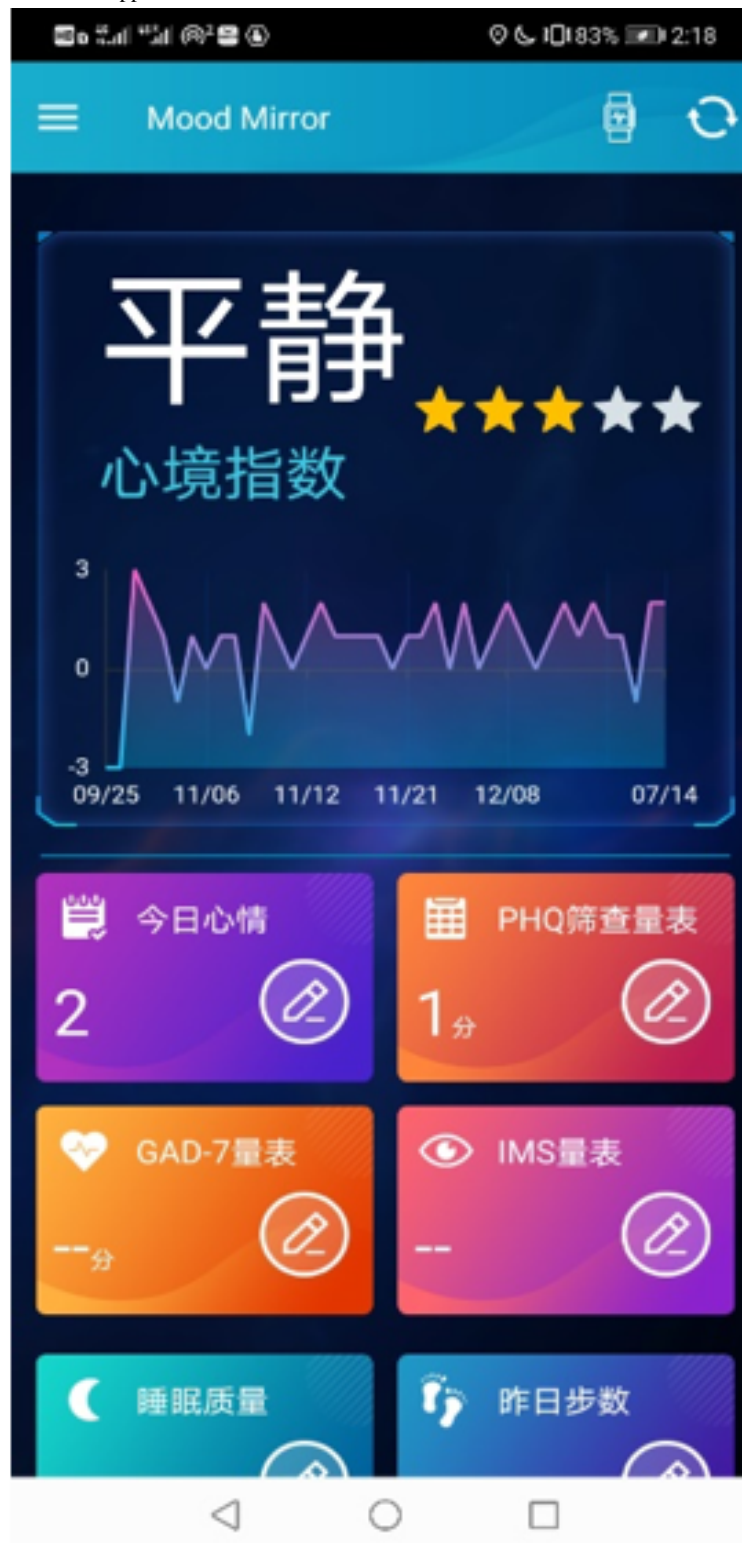 83% 2:18
Mood Mirror
平静
心境指数
3
0
-3
09/25 11/06 11/12 11/21 12/08 07/14
今日心情
2
PHQ筛查量表
1分
GAD-7量表
--分
IMS量表
--
睡眠质量
昨日步数